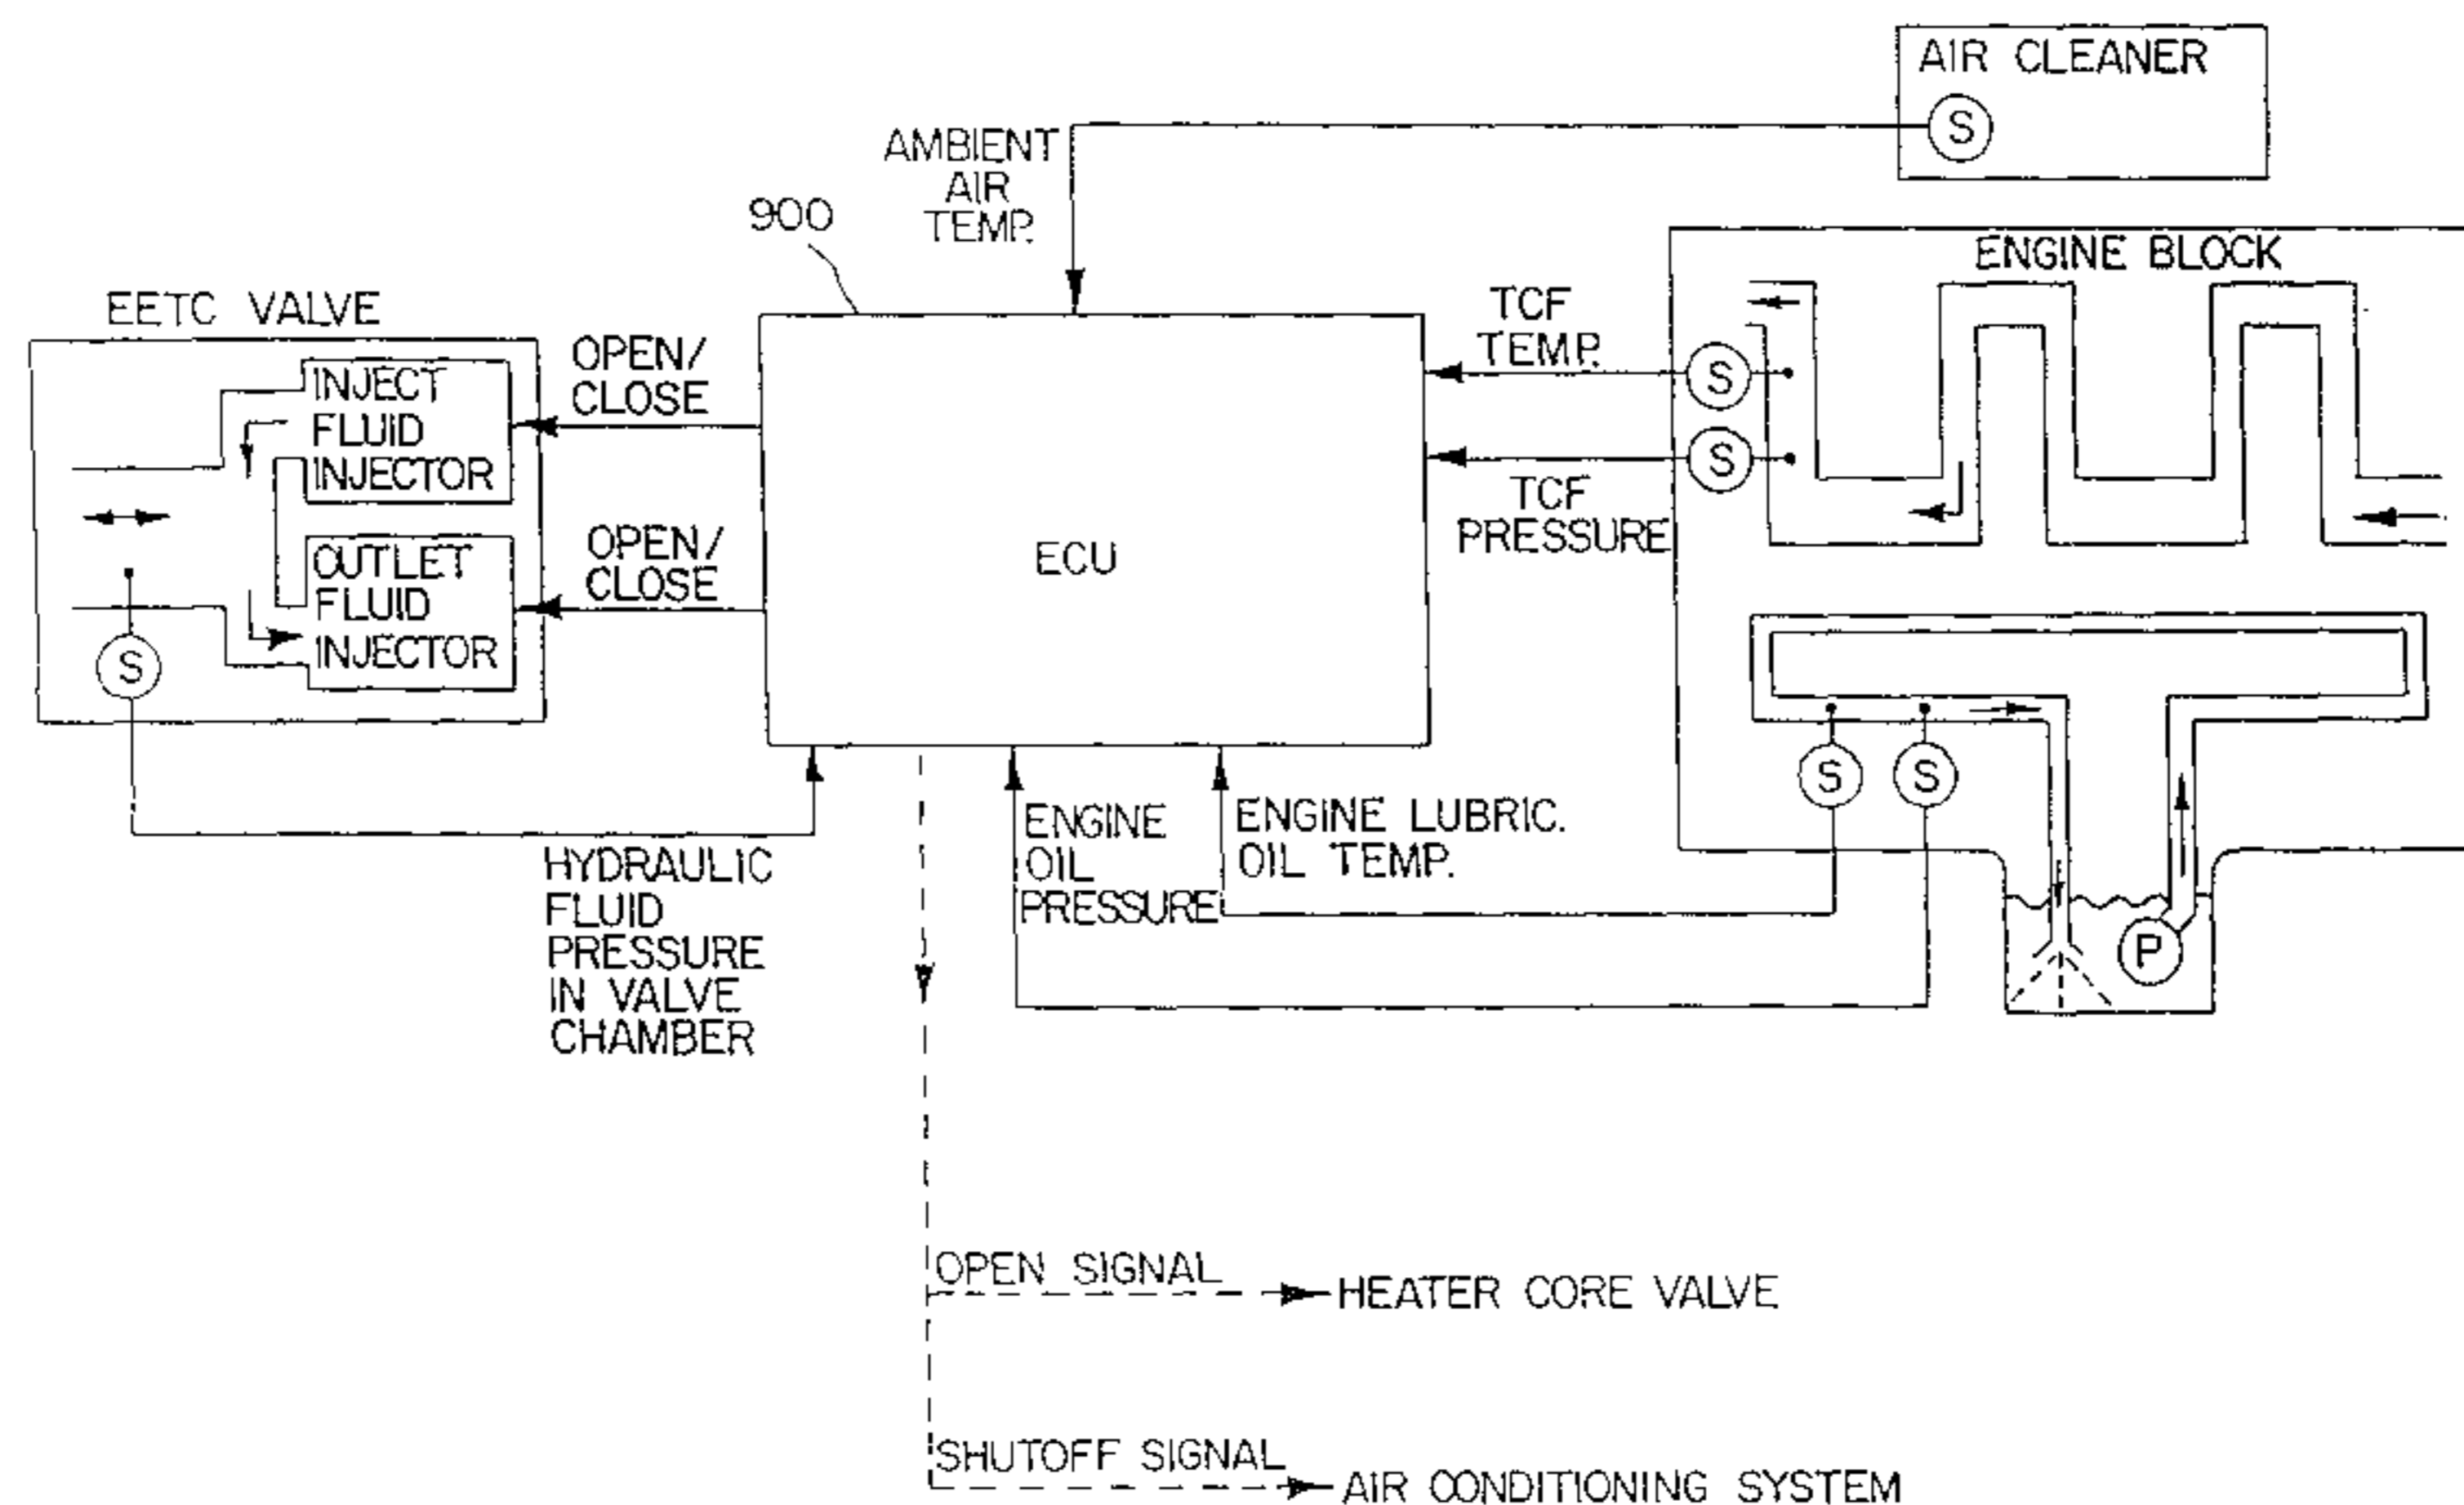 AIR CLEANER
S
AMBIENT
AIR
TEMP.
900
ENGINE BLOCK
EETC VALVE
TCF
TEMP.
OPEN/
CLOSE
INJECT
FLUID
INJECTOR
S
S
TCF
PRESSURE
ECU
OPEN/
CLOSE
OUTLET
FLUID
INJECTOR
S
S
S
ENGINE
OIL
PRESSURE
ENGINE LUBRIC.
OIL TEMP.
HYDRAULIC
FLUID
PRESSURE
IN VALVE
CHAMBER
P
OPEN SIGNAL
HEATER CORE VALVE
SHUTOFF SIGNAL
AIR CONDITIONING SYSTEM